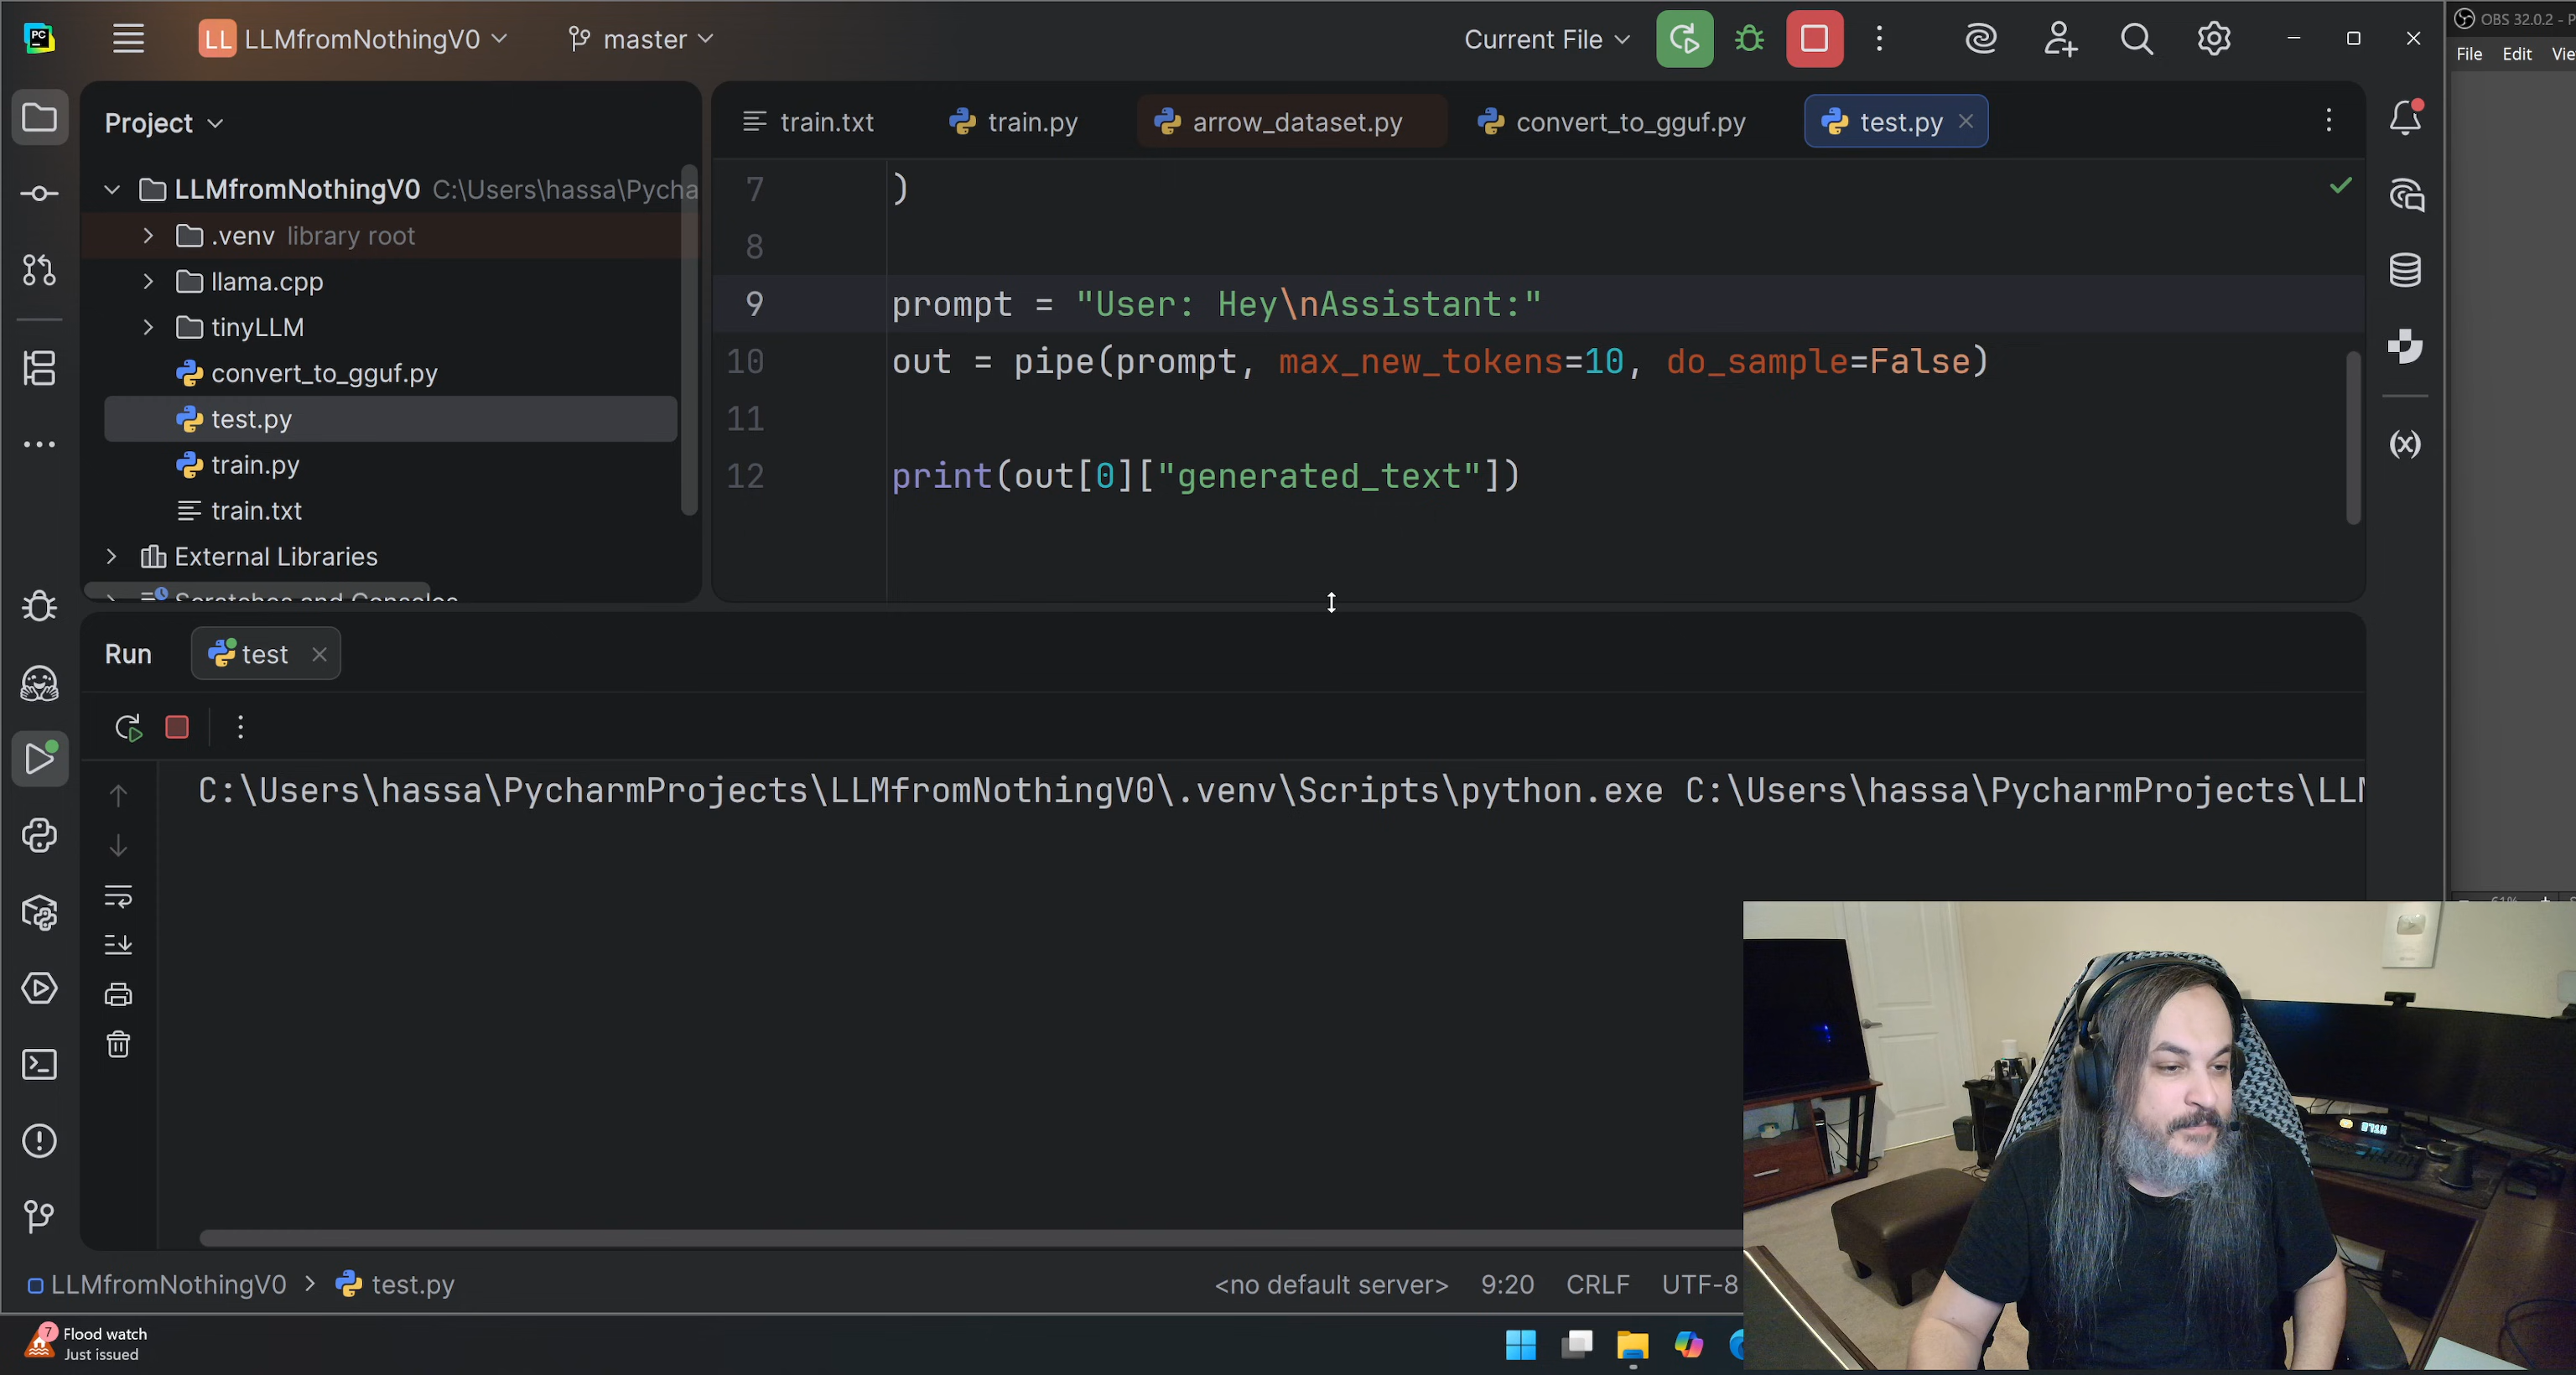 PC
LL LLMfromNothingV0
master
Current File
OBS 32.0.2 - P
File Edit Vie
Project
train.txt
train.py
arrow_dataset.py
convert_to_gguf.py
test.py
LLMfromNothingV0 C:\Users\hassa\Pycha
.venv library root
llama.cpp
tinyLLM
convert_to_gguf.py
test.py
train.py
train.txt
External Libraries
Scratches and Consoles
7 )
8
9 prompt = "User: Hey\nAssistant:"
10 out = pipe(prompt, max_new_tokens=10, do_sample=False)
11
12 print(out[0]["generated_text"])
Run
test
C:\Users\hassa\PycharmProjects\LLMfromNothingV0\.venv\Scripts\python.exe C:\Users\hassa\PycharmProjects\LL
LLMfromNothingV0 > test.py
<no default server>
9:20
CRLF
UTF-8
7
Flood watch
Just issued